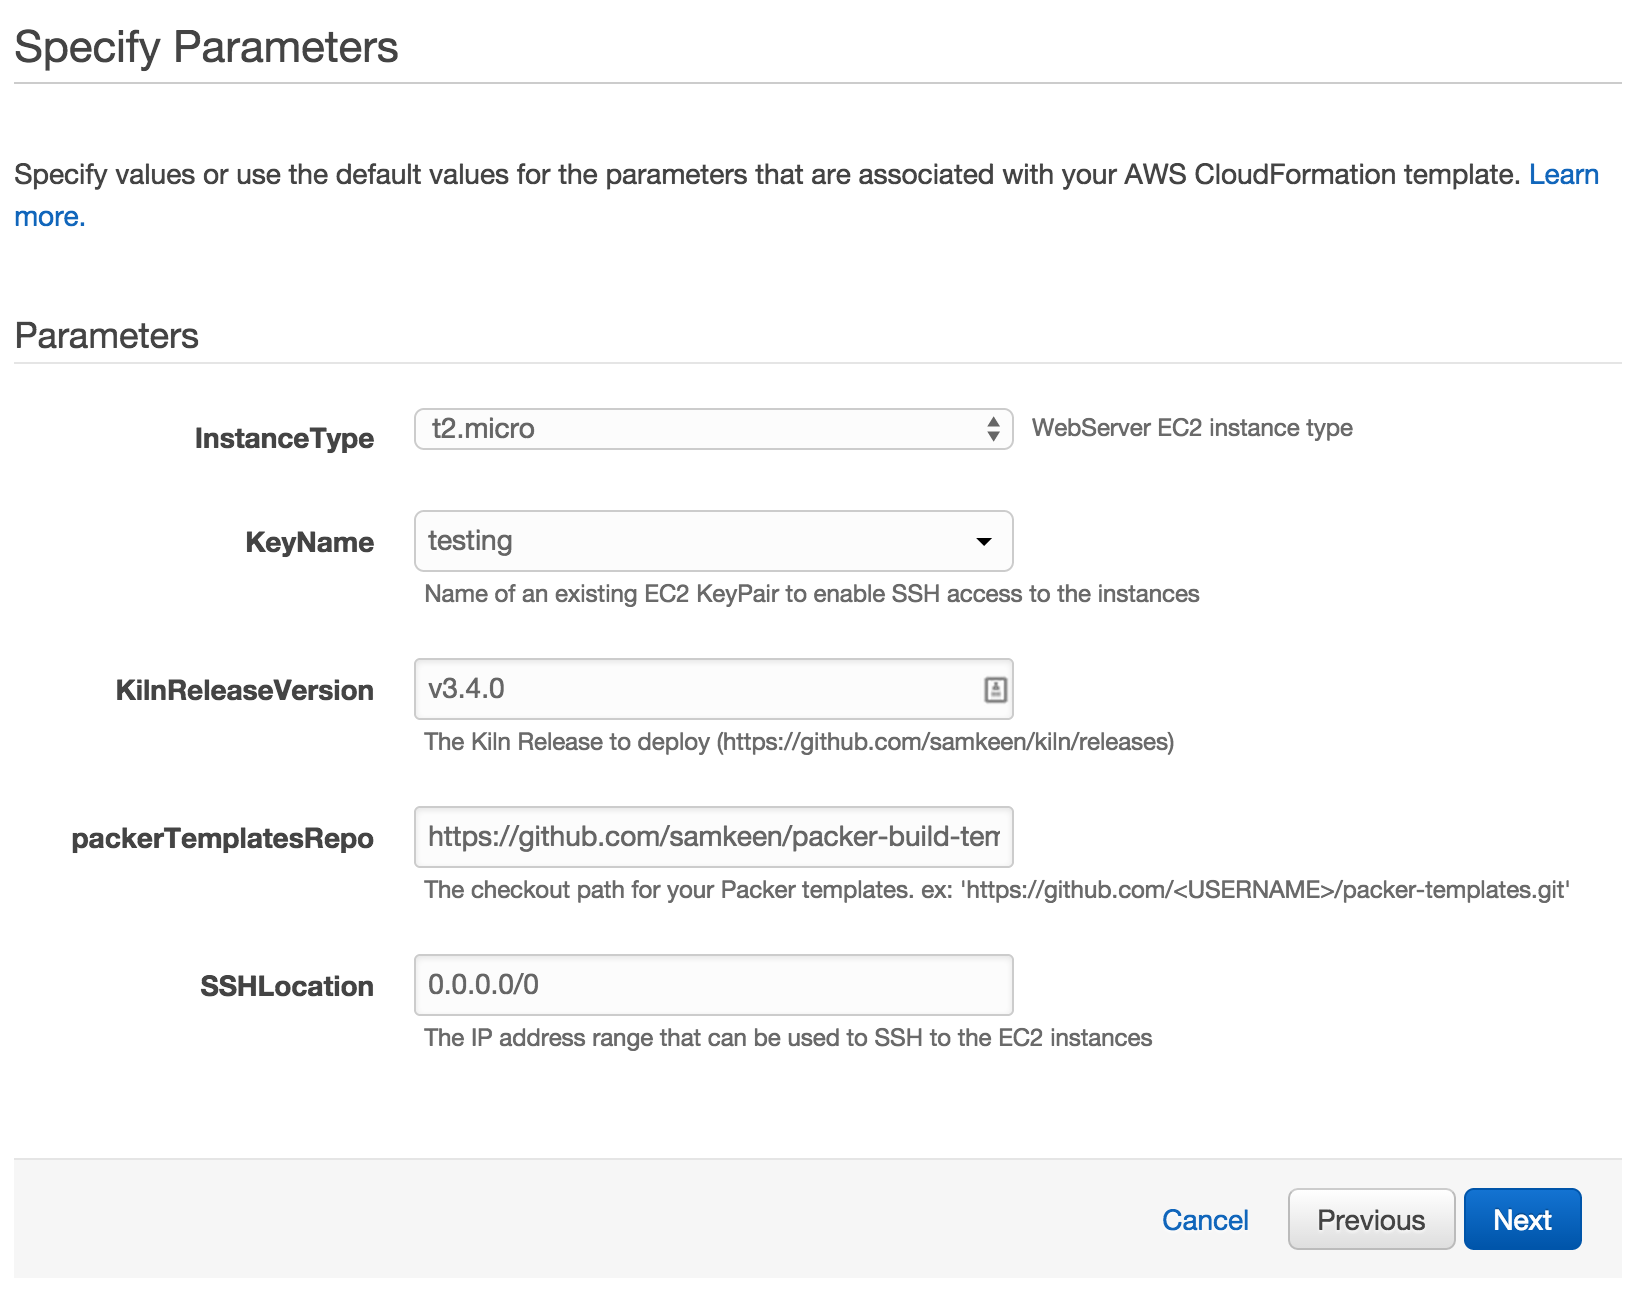 Specify Parameters
Specify values or use the default values for the parameters that are associated with your AWS CloudFormation template. Learn
more.
Parameters
InstanceType t2.micro WebServer EC2 instance type
KeyName testing
Name of an existing EC2 KeyPair to enable SSH access to the instances
KilnReleaseVersion v3.4.0
The Kiln Release to deploy (https://github.com/samkeen/kiln/releases)
packerTemplatesRepo https://github.com/samkeen/packer-build-tem
The checkout path for your Packer templates. ex: 'https://github.com/<USERNAME>/packer-templates.git'
SSHLocation 0.0.0.0/0
The IP address range that can be used to SSH to the EC2 instances
Cancel Previous Next